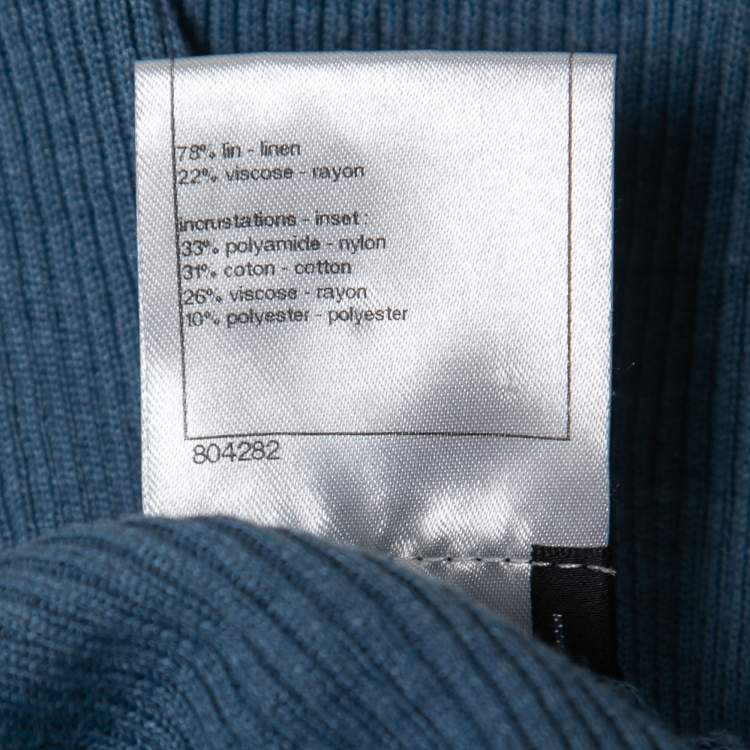 78% lin - linen
22% viscose - rayon
incrustations - inset :
33% polyamide - nylon
31% coton - cotton
26% viscose - rayon
10% polyester - polyester
804282